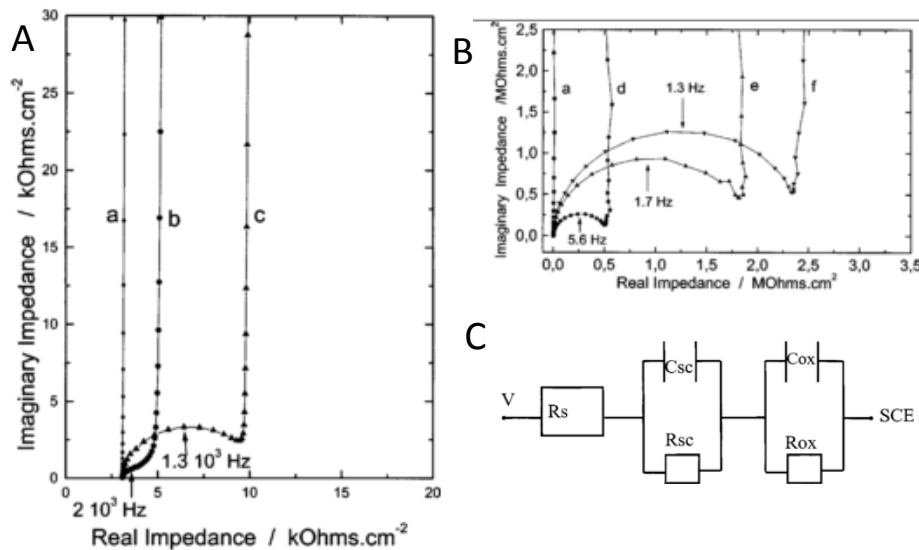 A
30
25
20
15
10
5
0
0
5
10
15
20
a
b
c
1.3 10³ Hz
2 10³ Hz
Imaginary Impedance / kOhms.cm⁻²
Real Impedance / kOhms.cm⁻²
B
2,5
2,0
1,5
1,0
0,5
0,0
0,0
0,5
1,0
1,5
2,0
2,5
3,0
3,5
a
d
e
f
1.3 Hz
1.7 Hz
5.6 Hz
Imaginary Impedance /MOhms.cm²
Real Impedance / MOhms.cm²
C
V
Rs
Csc
Rsc
Cox
Rox
SCE